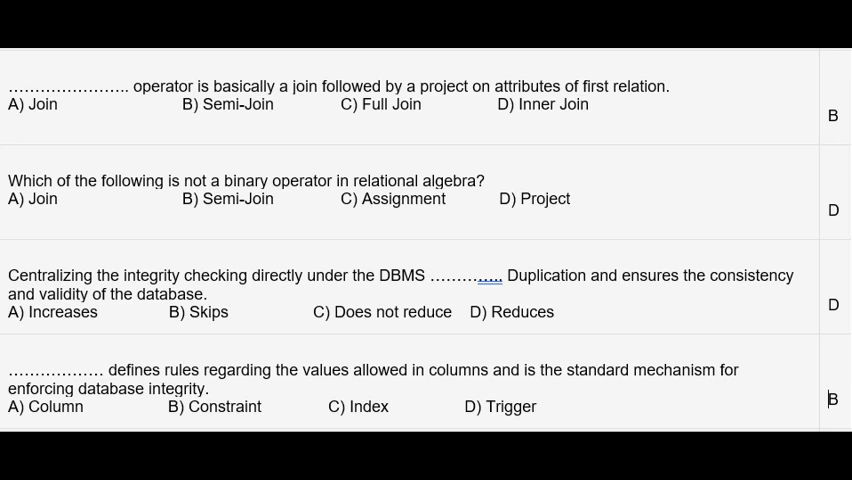 …………………... operator is basically a join followed by a project on attributes of first relation.
A) Join B) Semi-Join C) Full Join D) Inner Join
B
Which of the following is not a binary operator in relational algebra?
A) Join B) Semi-Join C) Assignment D) Project
D
Centralizing the integrity checking directly under the DBMS ………..….. Duplication and ensures the consistency
and validity of the database.
A) Increases B) Skips C) Does not reduce D) Reduces
D
……………… defines rules regarding the values allowed in columns and is the standard mechanism for
enforcing database integrity.
A) Column B) Constraint C) Index D) Trigger
B